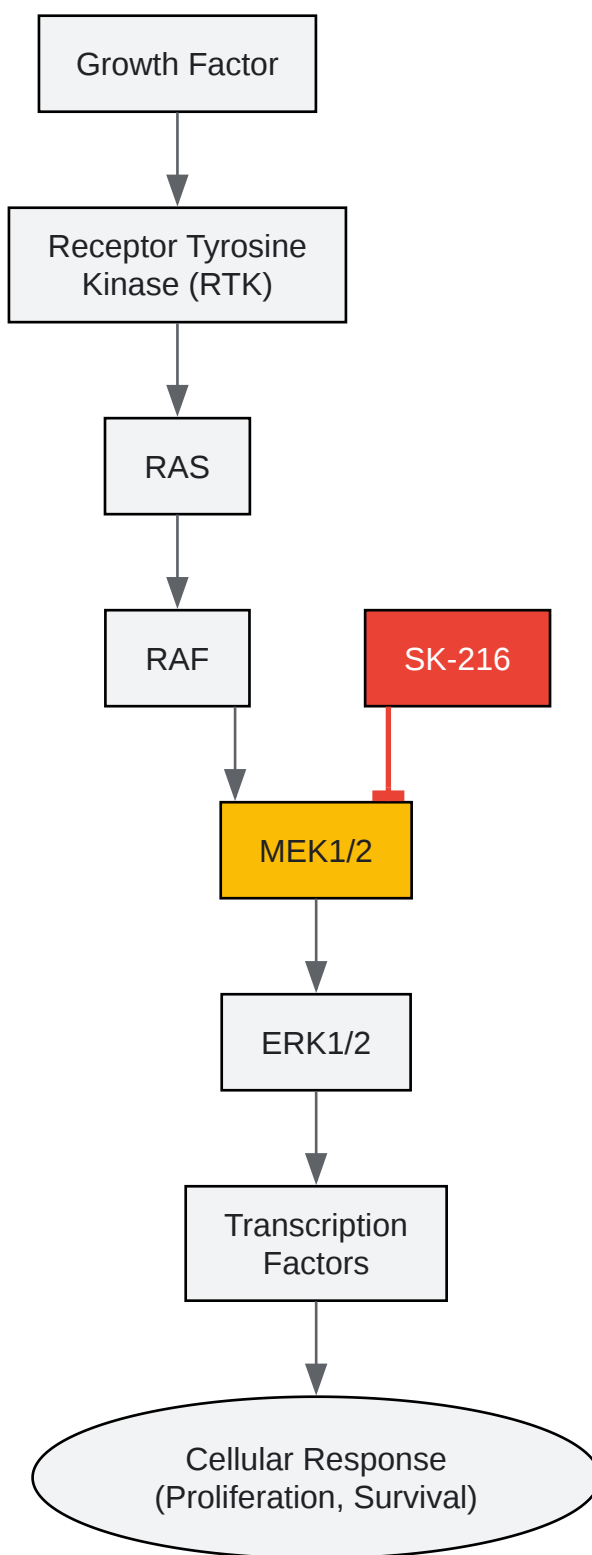 Growth Factor
Receptor Tyrosine
Kinase (RTK)
RAS
RAF
SK-216
MEK1/2
ERK1/2
Transcription
Factors
Cellular Response
(Proliferation, Survival)